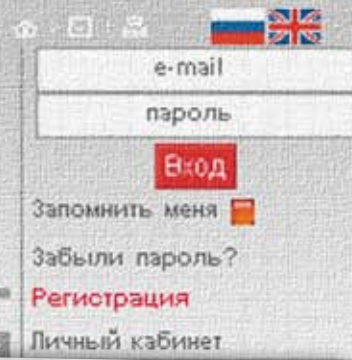 e-mail
пароль
Вход
Запомнить меня
Забыли пароль?
Регистрация
Личный кабинет